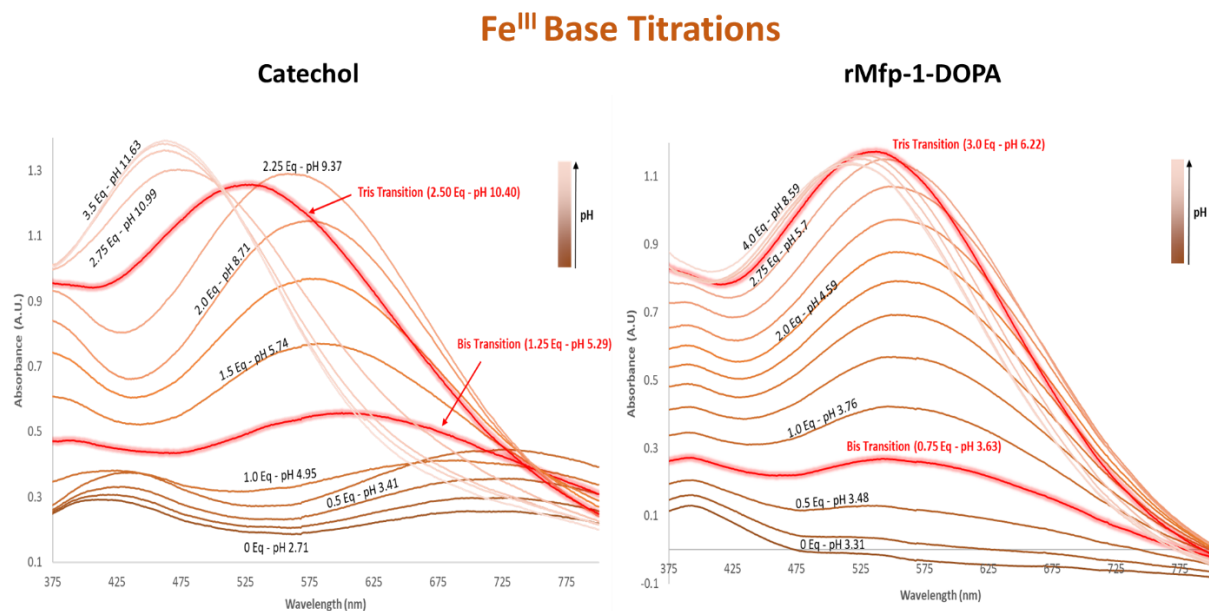 Feᴵᴵᴵ Base Titrations
Catechol
rMfp-1-DOPA
1.3
1.1
0.9
0.7
0.5
0.3
0.1
Absorbance (A.U.)
375
425
475
525
575
625
675
725
775
Wavelength (nm)
3.5 Eq - pH 11.63
2.75 Eq - pH 10.99
2.25 Eq - pH 9.37
Tris Transition (2.50 Eq - pH 10.40)
2.0 Eq - pH 8.71
1.5 Eq - pH 5.74
Bis Transition (1.25 Eq - pH 5.29)
1.0 Eq - pH 4.95
0.5 Eq - pH 3.41
0 Eq - pH 2.71
pH
1.1
0.9
0.7
0.5
0.3
0.1
-0.1
Absorbance (A.U)
375
425
475
525
575
625
675
725
775
Wavelength (nm)
Tris Transition (3.0 Eq - pH 6.22)
4.0 Eq - pH 8.59
2.75 Eq - pH 5.7
2.0 Eq - pH 4.59
1.0 Eq - pH 3.76
Bis Transition (0.75 Eq - pH 3.63)
0.5 Eq - pH 3.48
0 Eq - pH 3.31
pH